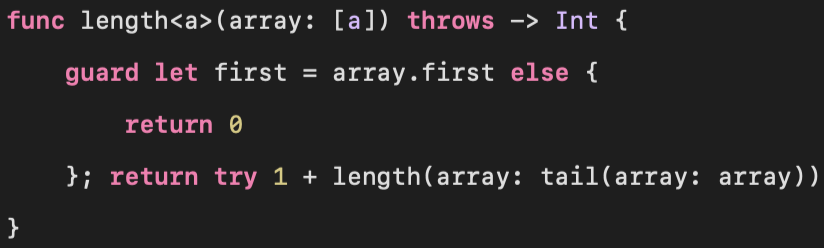 func length<a>(array: [a]) throws -> Int {
    guard let first = array.first else {
        return 0
    }; return try 1 + length(array: tail(array: array))
}